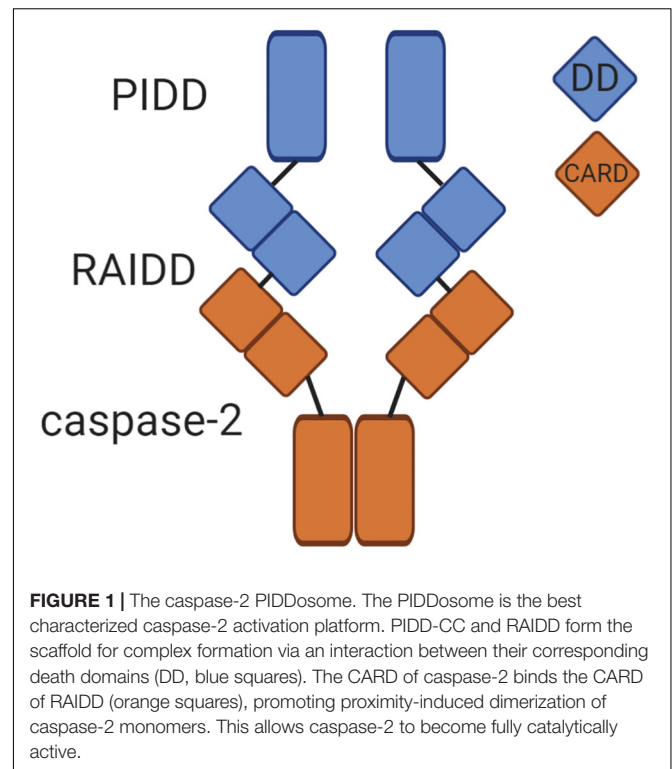 PIDD
DD
CARD
RAIDD
caspase-2
FIGURE 1 | The caspase-2 PIDDosome. The PIDDosome is the best
characterized caspase-2 activation platform. PIDD-CC and RAIDD form the
scaffold for complex formation via an interaction between their corresponding
death domains (DD, blue squares). The CARD of caspase-2 binds the CARD
of RAIDD (orange squares), promoting proximity-induced dimerization of
caspase-2 monomers. This allows caspase-2 to become fully catalytically
active.